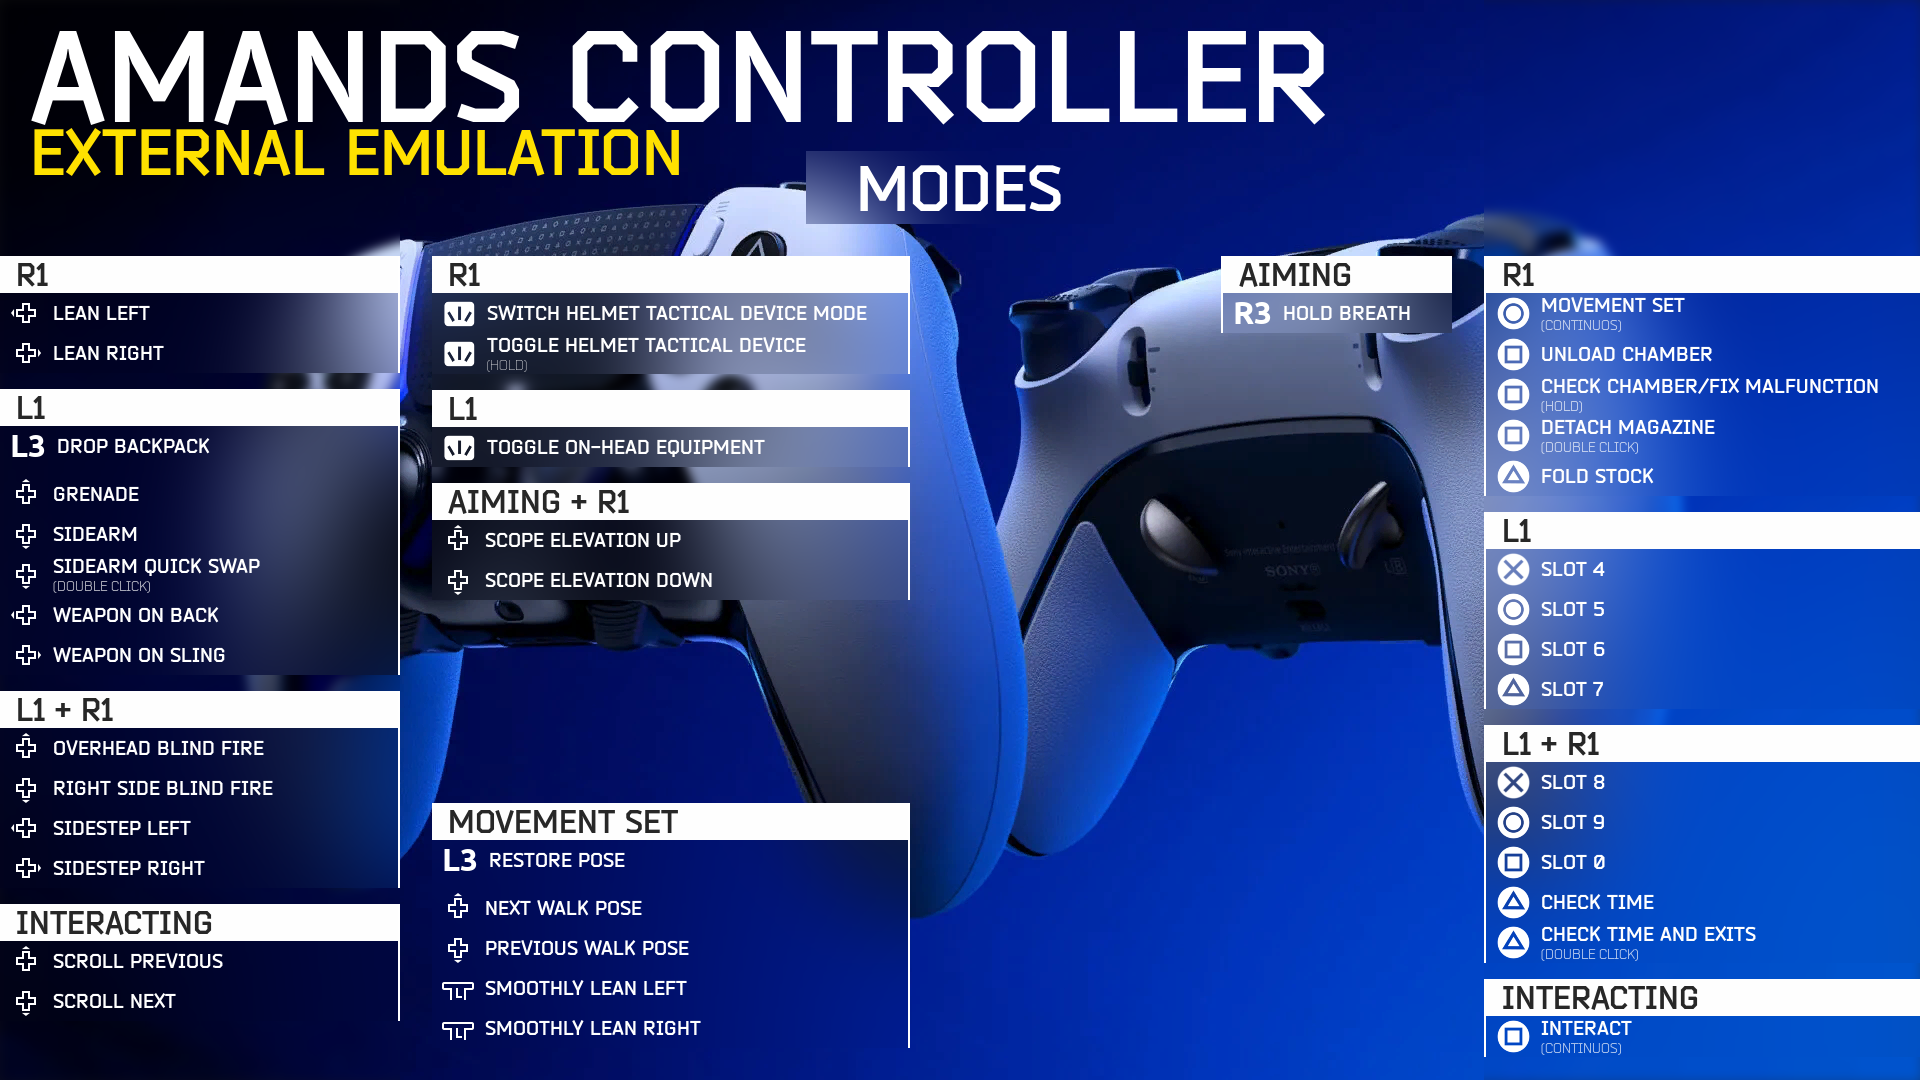 AMANDS CONTROLLER
EXTERNAL EMULATION
MODES
R1
LEAN LEFT
LEAN RIGHT
L1
L3 DROP BACKPACK
GRENADE
SIDEARM
SIDEARM QUICK SWAP
(DOUBLE CLICK)
WEAPON ON BACK
WEAPON ON SLING
L1 + R1
OVERHEAD BLIND FIRE
RIGHT SIDE BLIND FIRE
SIDESTEP LEFT
SIDESTEP RIGHT
INTERACTING
SCROLL PREVIOUS
SCROLL NEXT
R1
SWITCH HELMET TACTICAL DEVICE MODE
TOGGLE HELMET TACTICAL DEVICE
(HOLD)
L1
TOGGLE ON-HEAD EQUIPMENT
AIMING + R1
SCOPE ELEVATION UP
SCOPE ELEVATION DOWN
MOVEMENT SET
L3 RESTORE POSE
NEXT WALK POSE
PREVIOUS WALK POSE
SMOOTHLY LEAN LEFT
SMOOTHLY LEAN RIGHT
AIMING
R3 HOLD BREATH
Sony Interactive Entertainment
SONY
R1
MOVEMENT SET
(CONTINUOS)
UNLOAD CHAMBER
CHECK CHAMBER/FIX MALFUNCTION
(HOLD)
DETACH MAGAZINE
(DOUBLE CLICK)
FOLD STOCK
L1
SLOT 4
SLOT 5
SLOT 6
SLOT 7
L1 + R1
SLOT 8
SLOT 9
SLOT 0
CHECK TIME
CHECK TIME AND EXITS
(DOUBLE CLICK)
INTERACTING
INTERACT
(CONTINUOS)